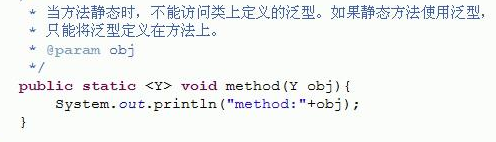 * 当方法静态时，不能访问类上定义的泛型。如果静态方法使用泛型，
* 只能将泛型定义在方法上。
* @param obj
*/
public static <Y> void method(Y obj){
System.out.println("method:"+obj);
}